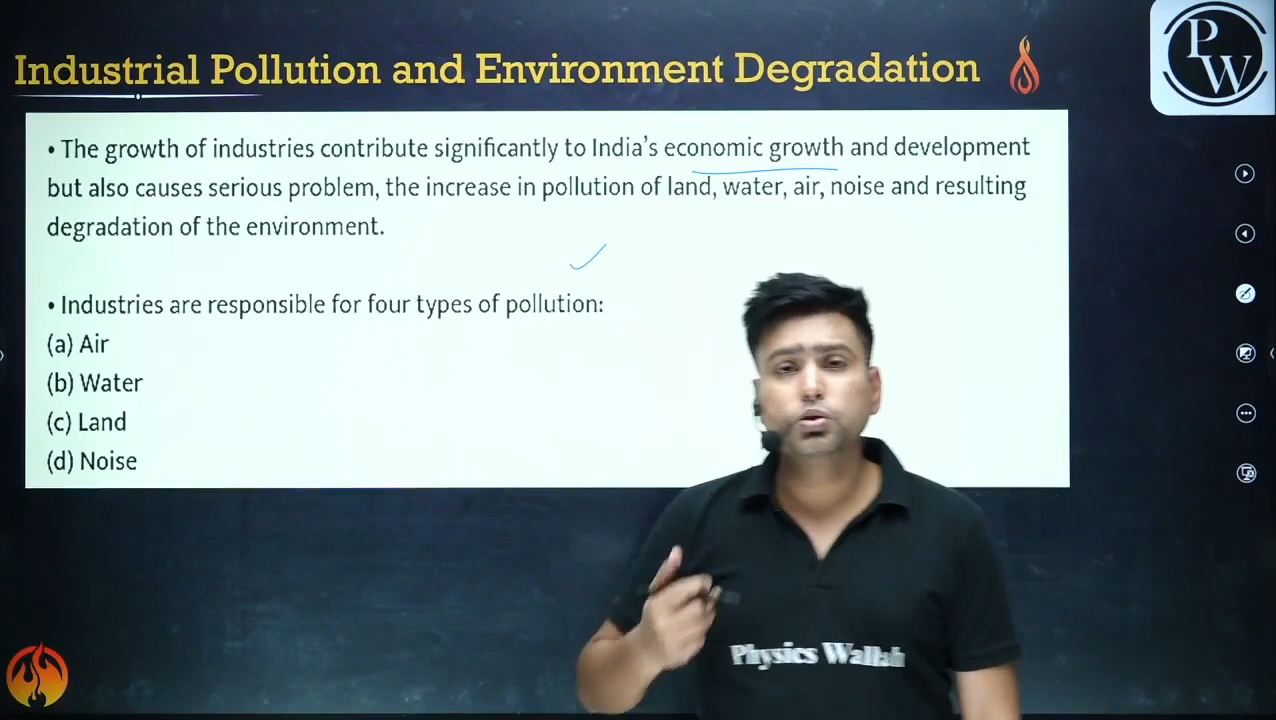 Industrial Pollution and Environment Degradation
PW
• The growth of industries contribute significantly to India's economic growth and development
but also causes serious problem, the increase in pollution of land, water, air, noise and resulting
degradation of the environment.
• Industries are responsible for four types of pollution:
(a) Air
(b) Water
(c) Land
(d) Noise
Physics Wallah